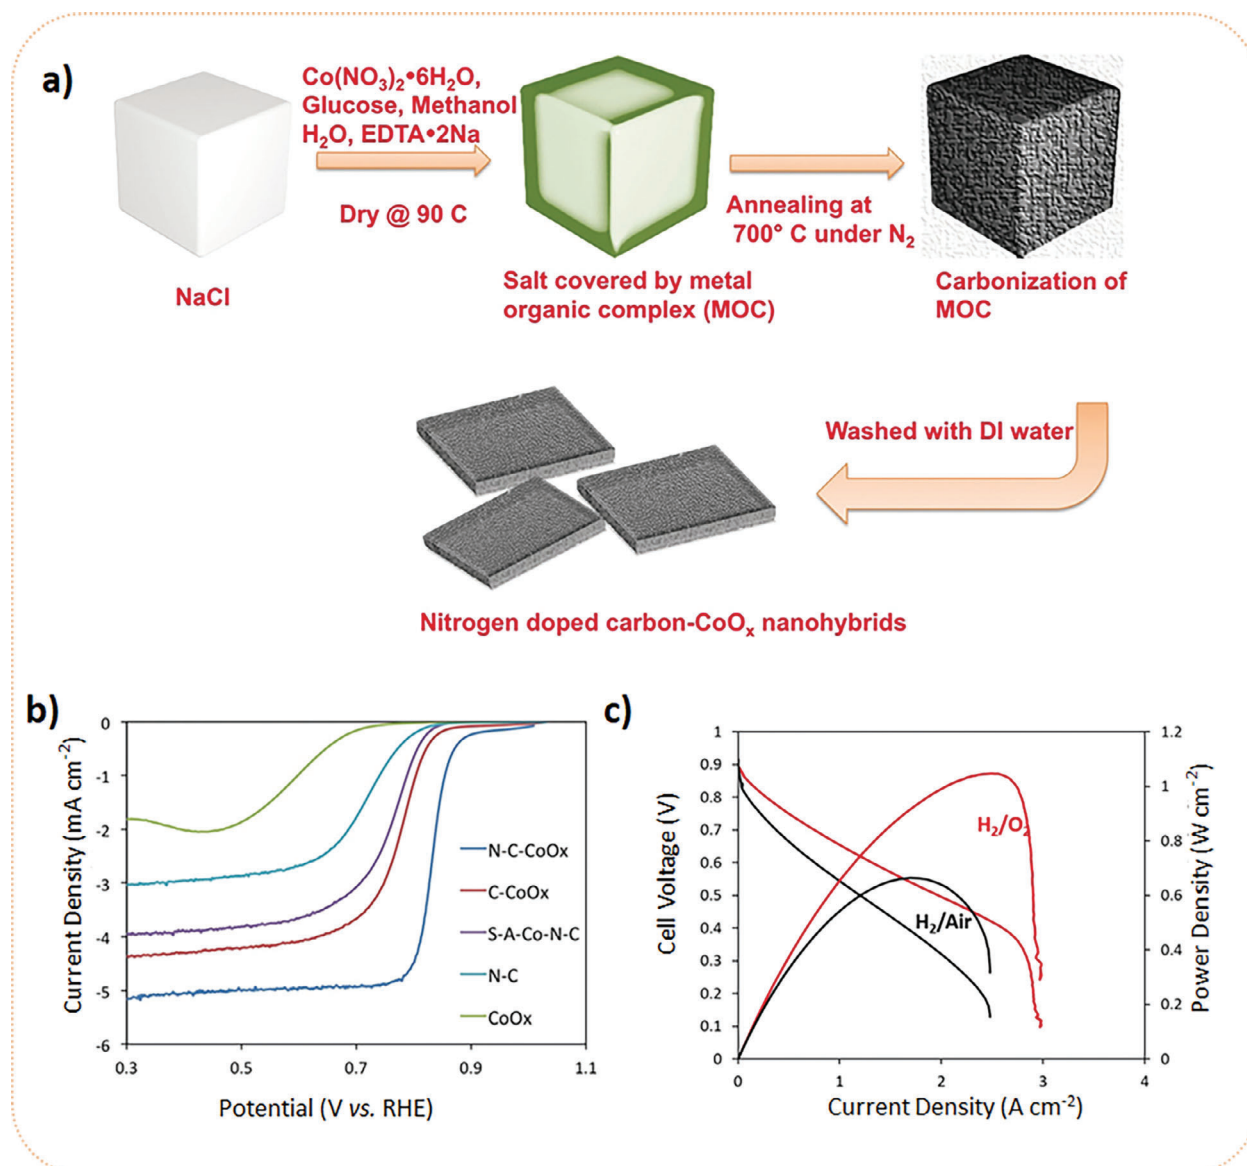 a)
Co(NO₃)₂•6H₂O,
Glucose, Methanol
H₂O, EDTA•2Na
Dry @ 90 C
NaCl
Salt covered by metal
organic complex (MOC)
Annealing at
700° C under N₂
Carbonization of
MOC
Washed with DI water
Nitrogen doped carbon-CoOₓ nanohybrids
b)
Current Density (mA cm⁻²)
0
-1
-2
-3
-4
-5
-6
0.3
0.5
0.7
0.9
1.1
Potential (V vs. RHE)
N-C-CoOx
C-CoOx
S-A-Co-N-C
N-C
CoOx
c)
Cell Voltage (V)
1
0.9
0.8
0.7
0.6
0.5
0.4
0.3
0.2
0.1
0
0
1
2
3
4
Current Density (A cm⁻²)
1.2
1
0.8
0.6
0.4
0.2
0
Power Density (W cm⁻²)
H₂/O₂
H₂/Air